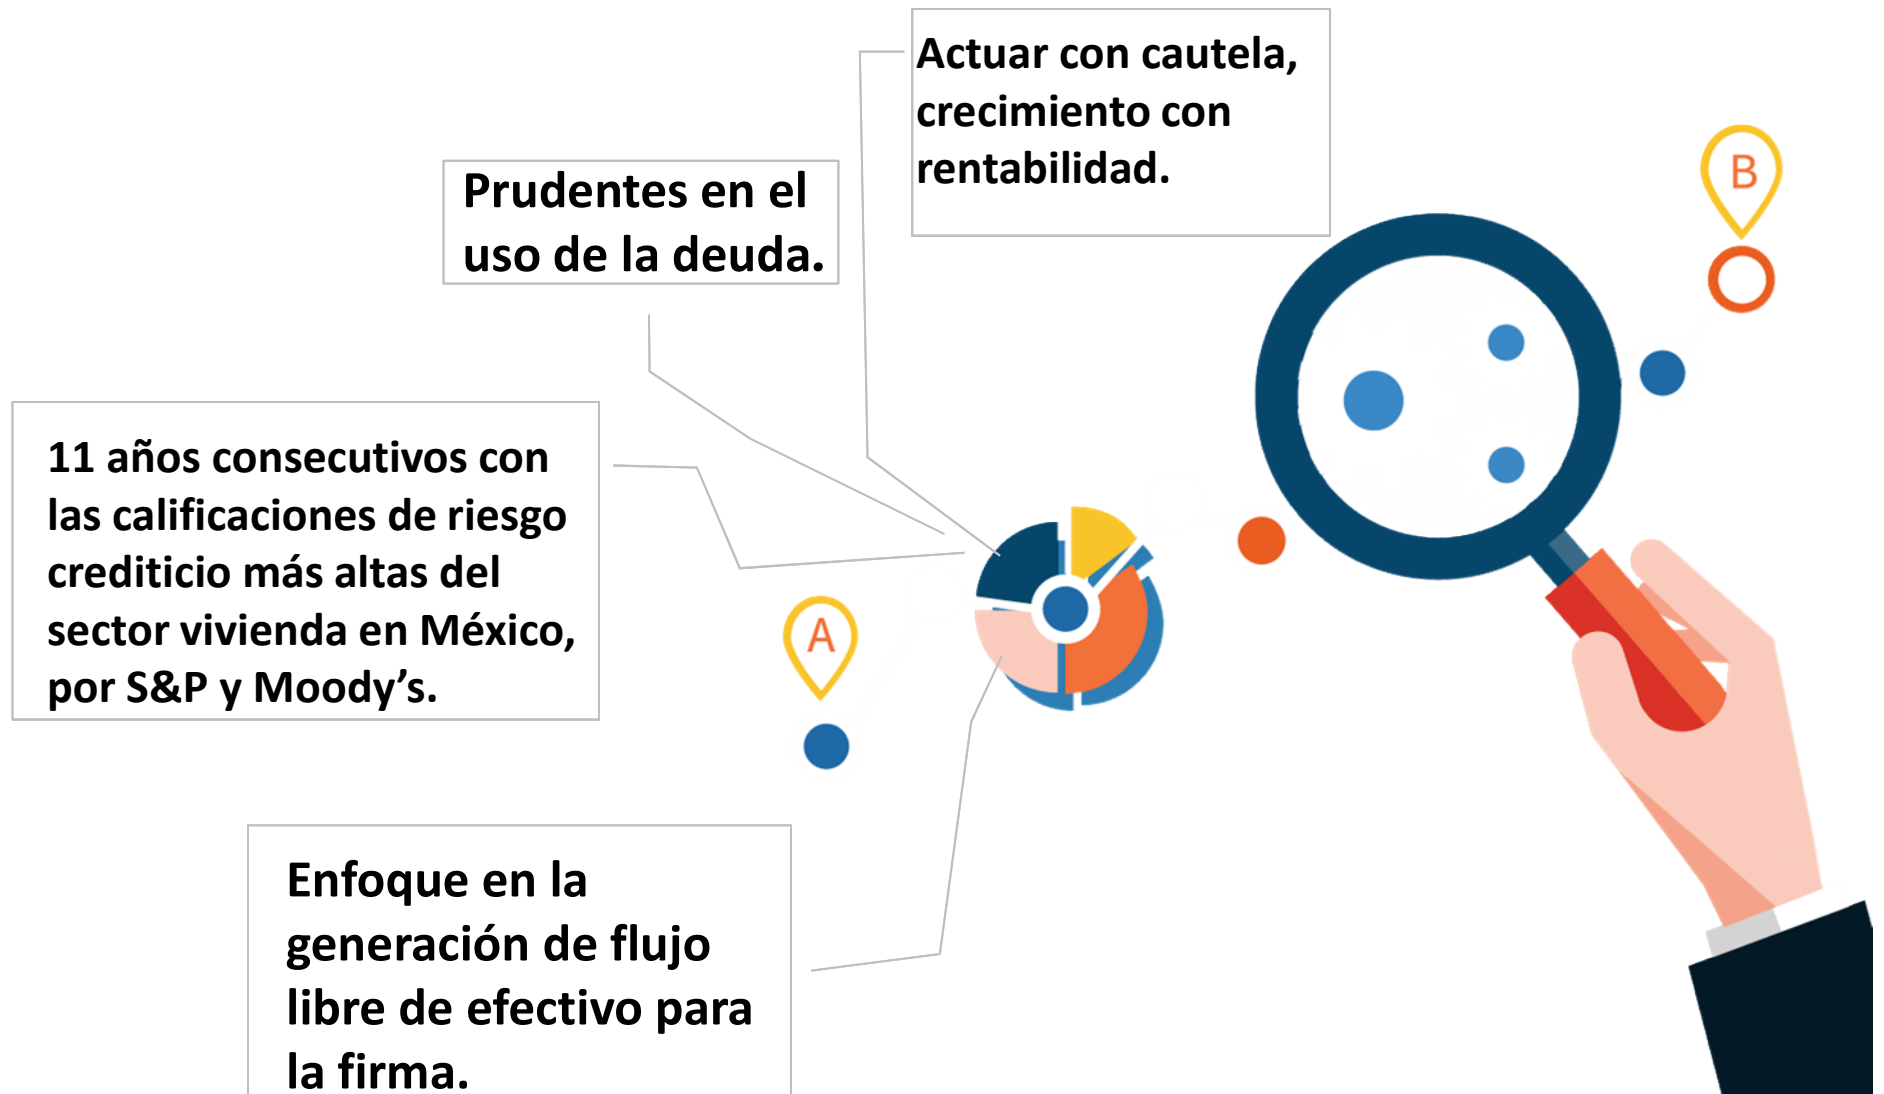 Actuar con cautela,
crecimiento con
rentabilidad.
Prudentes en el
uso de la deuda.
11 años consecutivos con
las calificaciones de riesgo
crediticio más altas del
sector vivienda en México,
por S&P y Moody’s.
Enfoque en la
generación de flujo
libre de efectivo para
la firma.
A
B